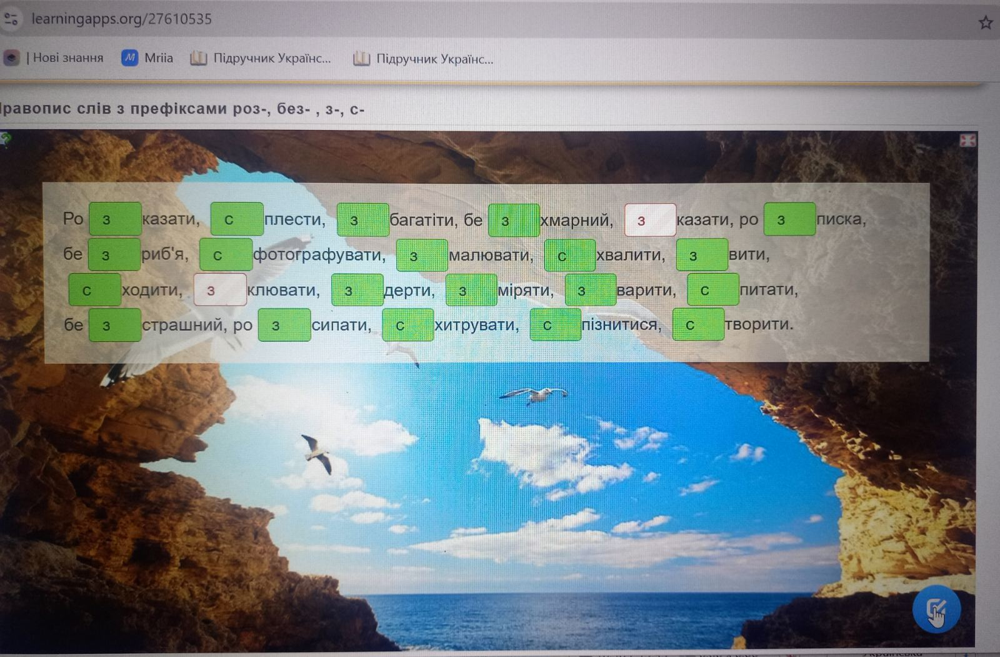 learningapps.org/27610535
| Нові знання Mriia Підручник Українс... Підручник Українс...
равопис слів з префіксами роз-, без- , з-, с-
Ро з казати, с плести, з багатіти, бе з хмарний, з казати, ро з писка,
бе з риб'я, с фотографувати, з малювати, с хвалити, з вити,
с ходити, з клювати, з дерти, з міряти, з варити, с питати,
бе з страшний, ро з сипати, с хитрувати, с пізнитися, с творити.